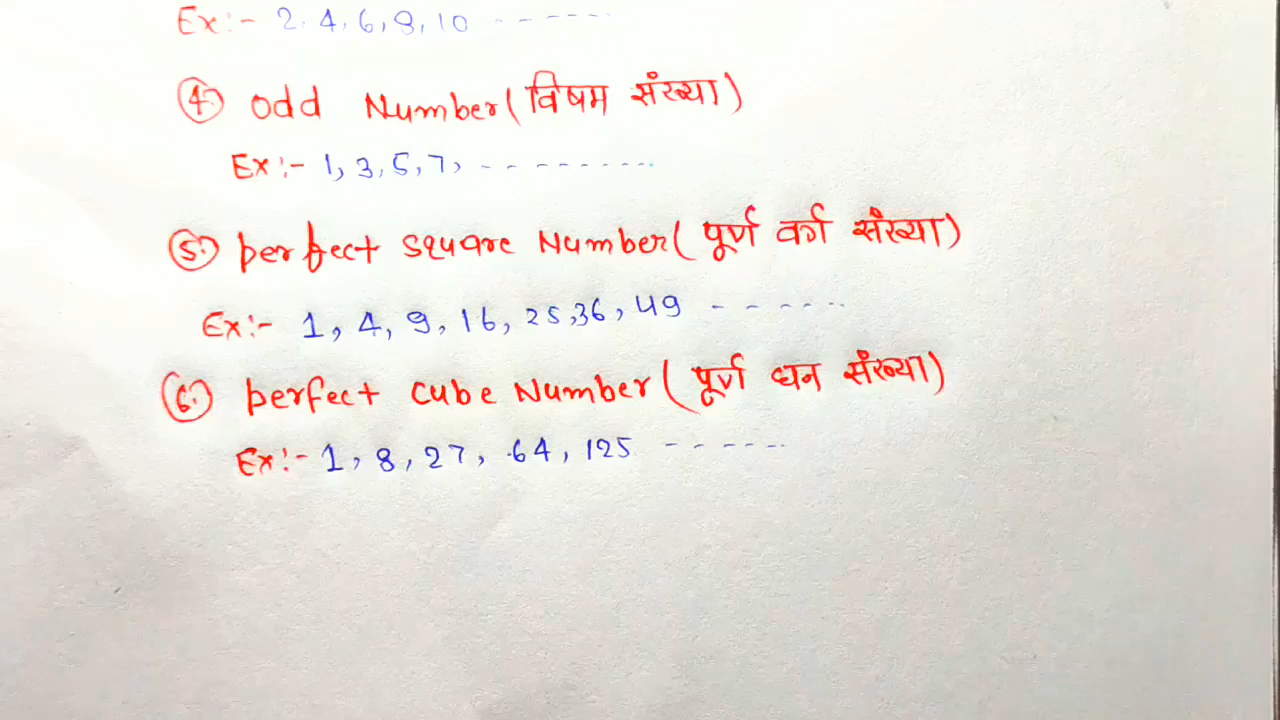 Ex:- 2, 4, 6, 8, 10 ------
④ odd Number (विषम संख्या)
Ex:- 1, 3, 5, 7, ----------
⑤ perfect square Number (पूर्ण वर्ग संख्या)
Ex:- 1, 4, 9, 16, 25, 36, 49 ------
⑥ perfect cube Number (पूर्ण घन संख्या)
Ex:- 1, 8, 27, 64, 125 ------